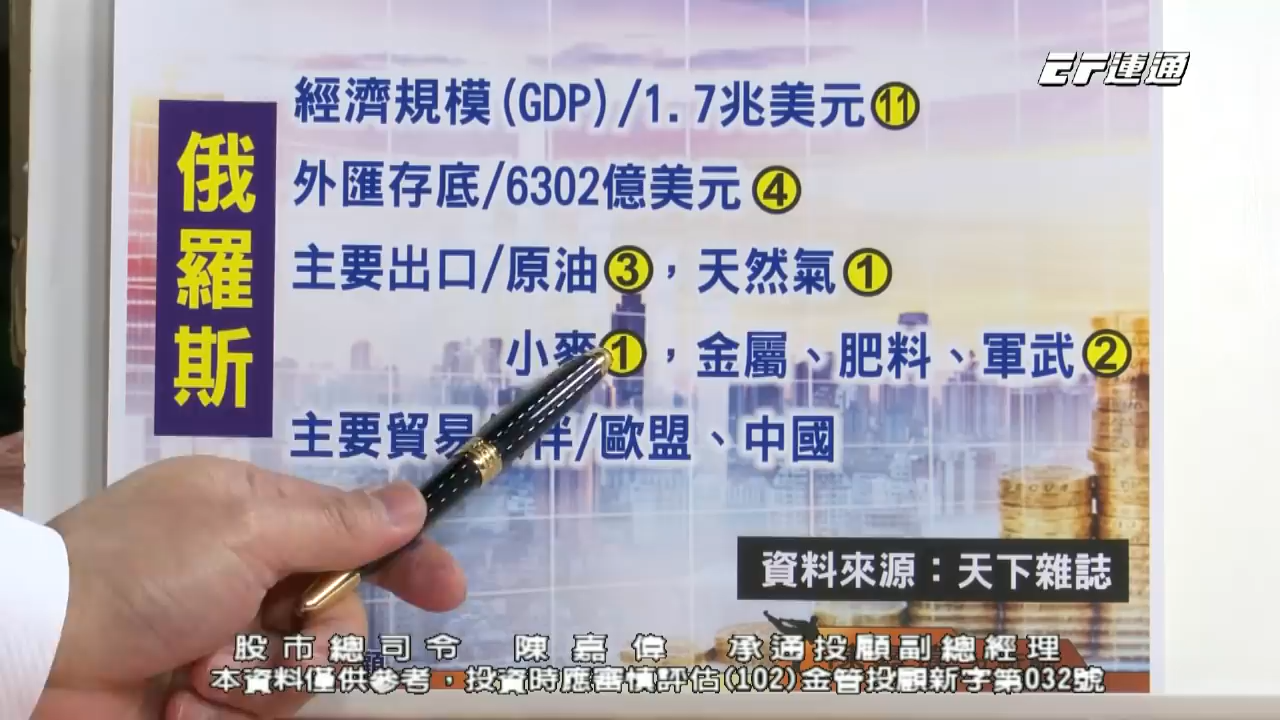 ET運通
俄羅斯
經濟規模(GDP)/1.7兆美元⑪
外匯存底/6302億美元④
主要出口/原油③，天然氣①
小麥①，金屬、肥料、軍武②
主要貿易 伴/歐盟、中國
資料來源：天下雜誌
股市總司令 陳嘉偉 承通投顧副總經理
本資料僅供參考，投資時應審慎評估(102)金管投顧新字第032號